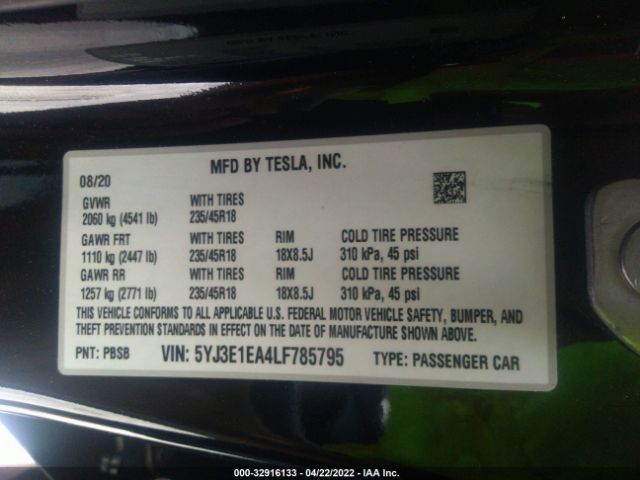 MFD BY TESLA, INC.
08/20
GVWR WITH TIRES
2060 kg (4541 lb) 235/45R18
GAWR FRT WITH TIRES RIM COLD TIRE PRESSURE
1110 kg (2447 lb) 235/45R18 18X8.5J 310 kPa, 45 psi
GAWR RR WITH TIRES RIM COLD TIRE PRESSURE
1257 kg (2771 lb) 235/45R18 18X8.5J 310 kPa, 45 psi
THIS VEHICLE CONFORMS TO ALL APPLICABLE U.S. FEDERAL MOTOR VEHICLE SAFETY, BUMPER, AND
THEFT PREVENTION STANDARDS IN EFFECT ON THE DATE OF MANUFACTURE SHOWN ABOVE.
PNT: PBSB VIN: 5YJ3E1EA4LF785795 TYPE: PASSENGER CAR
000-32916133 - 04/22/2022 - IAA Inc.